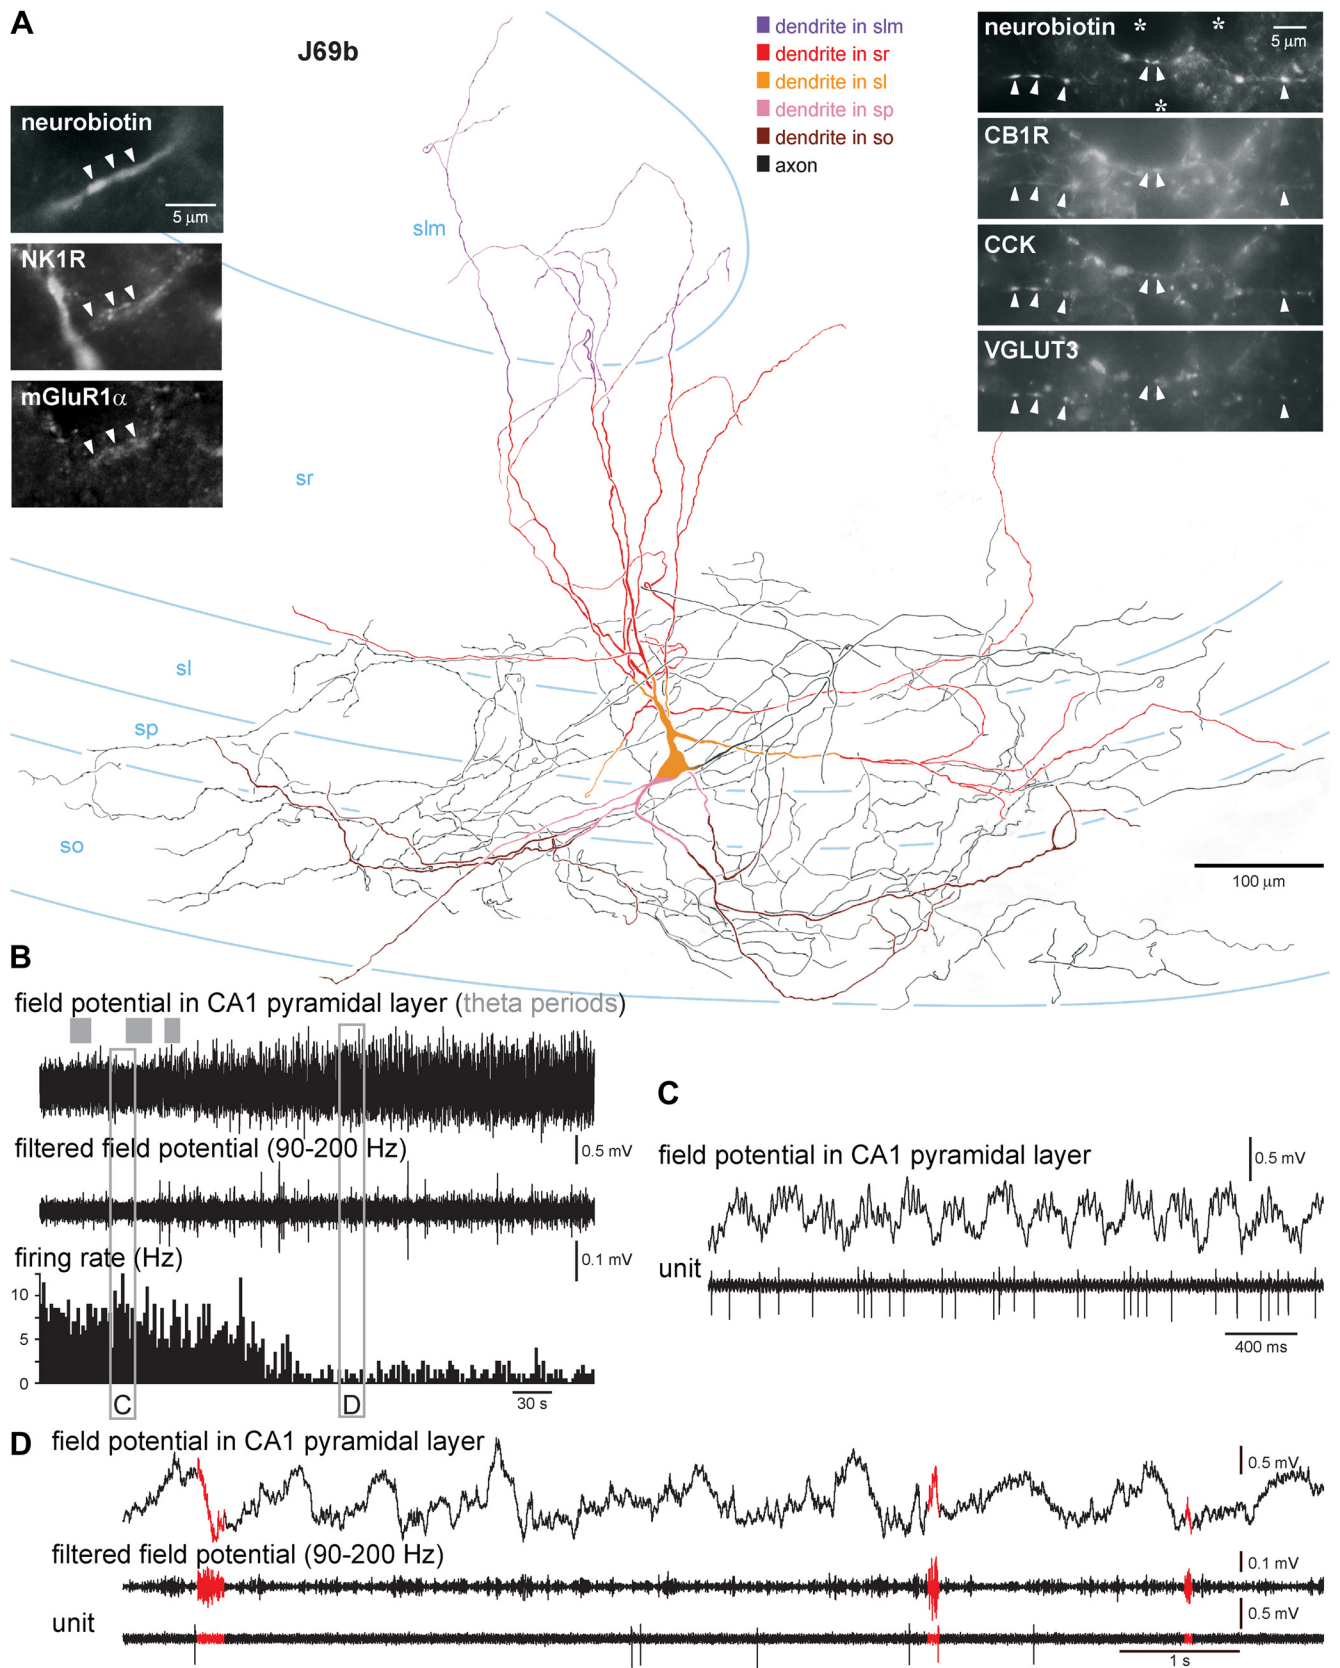 A
J69b
dendrite in slm
dendrite in sr
dendrite in sl
dendrite in sp
dendrite in so
axon
neurobiotin
5 μm
NK1R
mGluR1α
neurobiotin
* *
5 μm
*
CB1R
CCK
VGLUT3
slm
sr
sl
sp
so
100 μm
B
field potential in CA1 pyramidal layer (theta periods)
0.5 mV
filtered field potential (90-200 Hz)
0.1 mV
firing rate (Hz)
10
5
0
30 s
C
D
C
field potential in CA1 pyramidal layer
0.5 mV
unit
400 ms
D
field potential in CA1 pyramidal layer
0.5 mV
filtered field potential (90-200 Hz)
0.1 mV
unit
0.5 mV
1 s